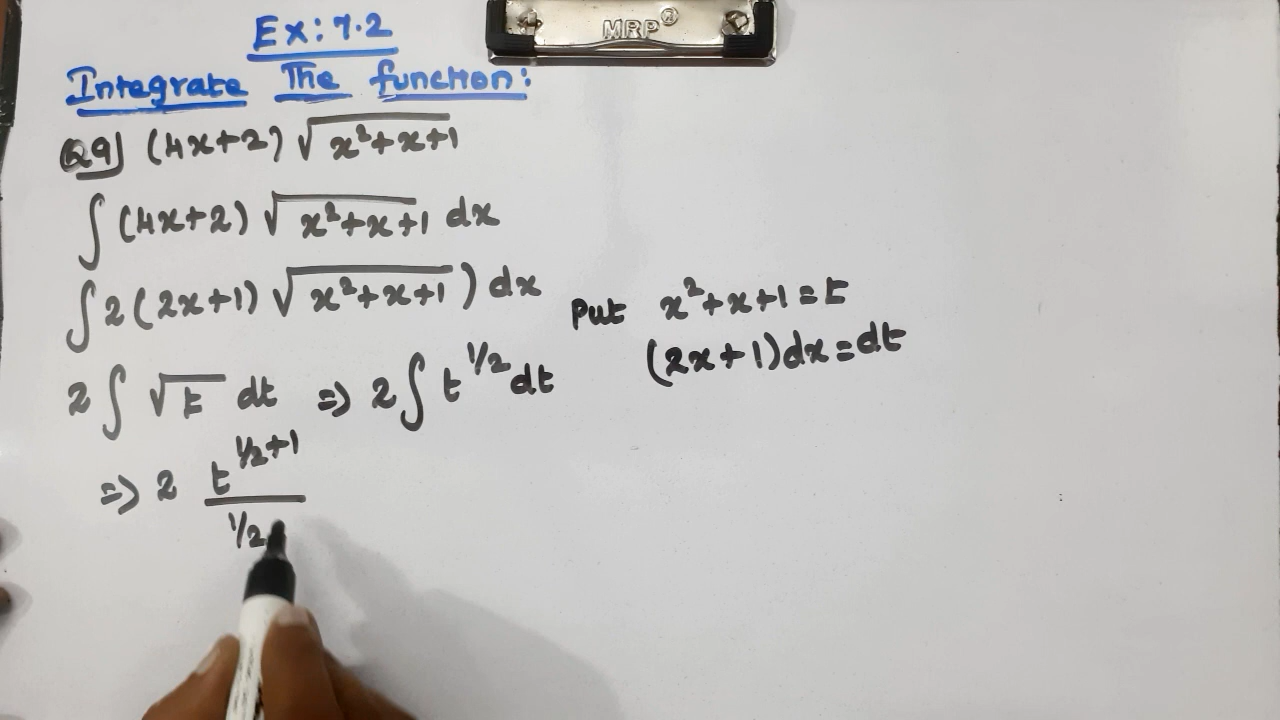 MRP®
Ex: 7.2
Integrate The function:
Q9] (4x+2) √(x²+x+1)
∫ (4x+2) √(x²+x+1) dx
∫ 2 (2x+1) √(x²+x+1) ) dx
Put x²+x+1 = t
(2x+1)dx = dt
2 ∫ √t dt ⇒ 2 ∫ t^1/2 dt
⇒ 2 t^1/2+1
1/2